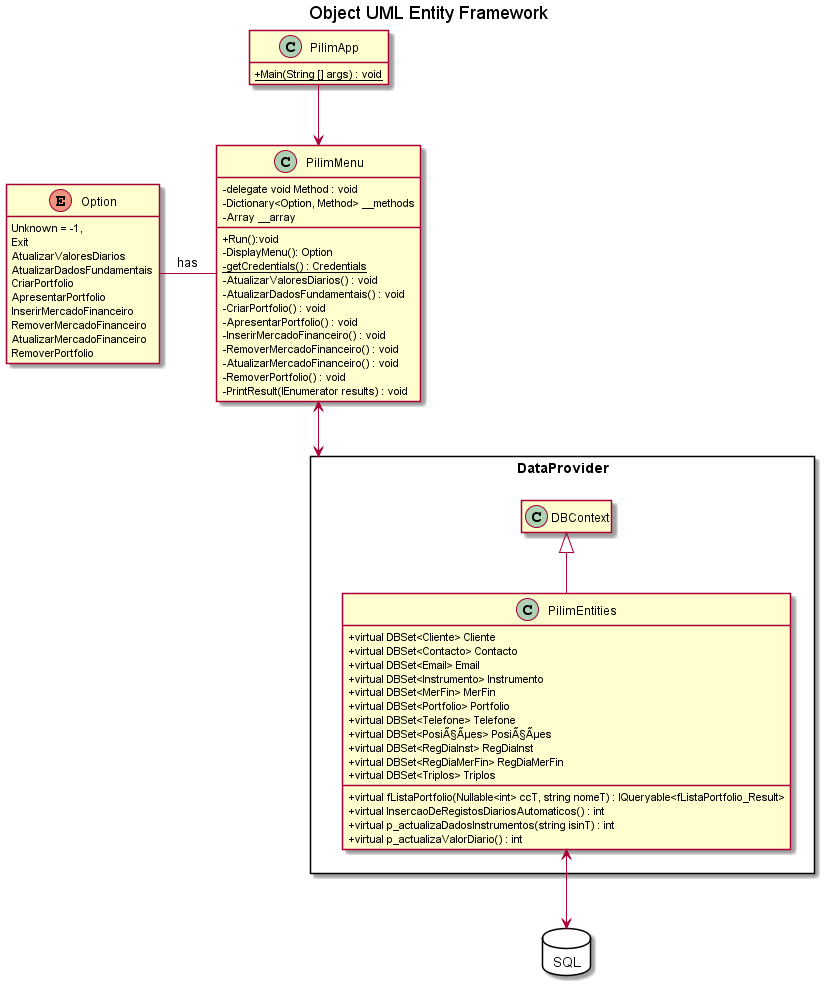 Object UML Entity Framework
C PilimApp
+Main(String [] args) : void
C PilimMenu
-delegate void Method : void
-Dictionary<Option, Method> __methods
-Array __array
+Run():void
-DisplayMenu(): Option
-getCredentials() : Credentials
-AtualizarValoresDiarios() : void
-AtualizarDadosFundamentais() : void
-CriarPortfolio() : void
-ApresentarPortfolio() : void
-InserirMercadoFinanceiro() : void
-RemoverMercadoFinanceiro() : void
-AtualizarMercadoFinanceiro() : void
-RemoverPortfolio() : void
-PrintResult(IEnumerator results) : void
E Option
Unknown = -1,
Exit
AtualizarValoresDiarios
AtualizarDadosFundamentais
CriarPortfolio
ApresentarPortfolio
InserirMercadoFinanceiro
RemoverMercadoFinanceiro
AtualizarMercadoFinanceiro
RemoverPortfolio
has
DataProvider
C DBContext
C PilimEntities
+virtual DBSet<Cliente> Cliente
+virtual DBSet<Contacto> Contacto
+virtual DBSet<Email> Email
+virtual DBSet<Instrumento> Instrumento
+virtual DBSet<MerFin> MerFin
+virtual DBSet<Portfolio> Portfolio
+virtual DBSet<Telefone> Telefone
+virtual DBSet<PosiÃ§Ãµes> PosiÃ§Ãµes
+virtual DBSet<RegDiaInst> RegDiaInst
+virtual DBSet<RegDiaMerFin> RegDiaMerFin
+virtual DBSet<Triplos> Triplos
+virtual fListaPortfolio(Nullable<int> ccT, string nomeT) : IQueryable<fListaPortfolio_Result>
+virtual InsercaoDeRegistosDiariosAutomaticos() : int
+virtual p_actualizaDadosInstrumentos(string isinT) : int
+virtual p_actualizaValorDiario() : int
SQL